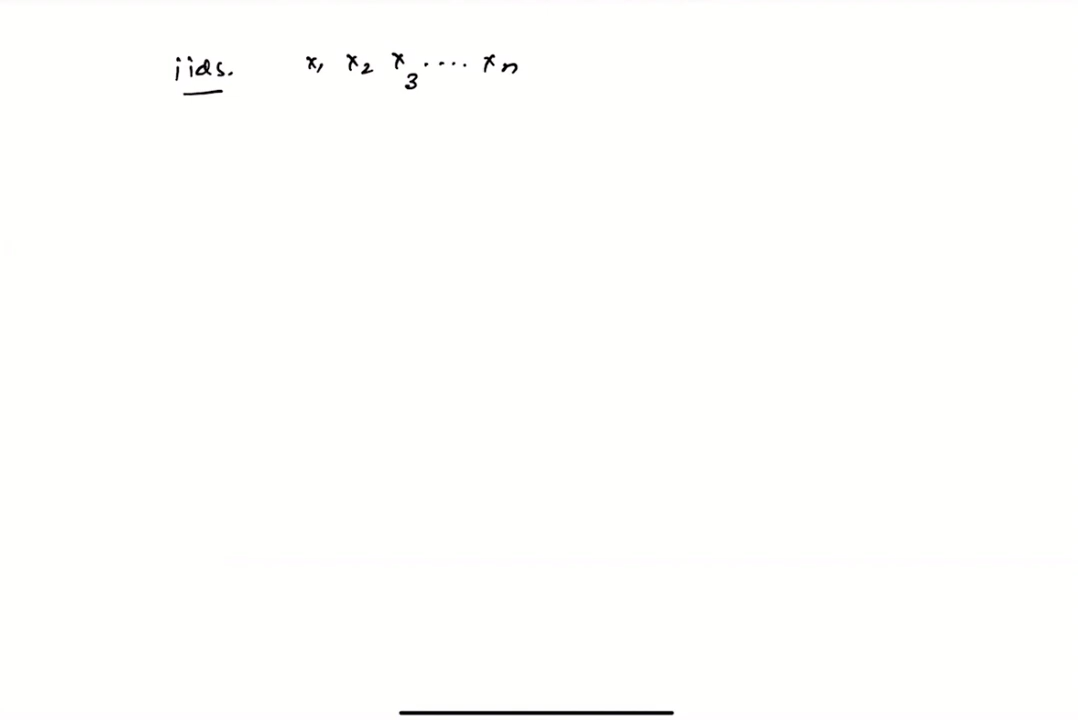 iids. x₁ x₂ x₃ .... xₙ